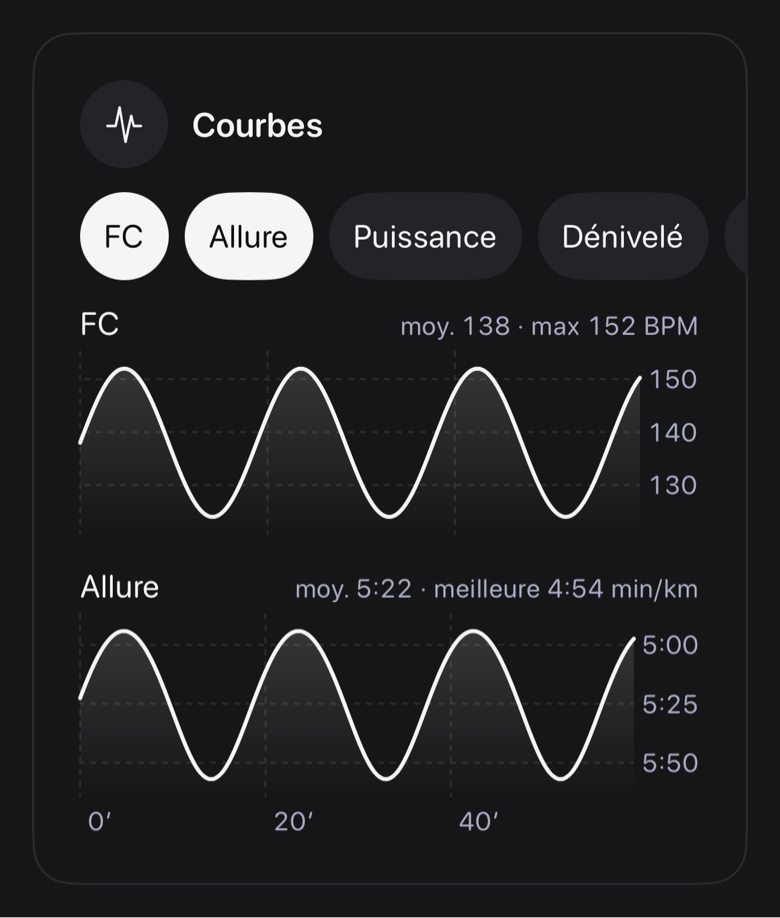 Courbes
FC Allure Puissance Dénivelé
FC moy. 138 · max 152 BPM
150
140
130
Allure moy. 5:22 · meilleure 4:54 min/km
5:00
5:25
5:50
0′ 20′ 40′